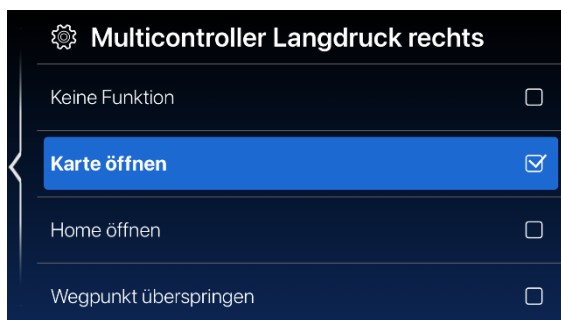 Multicontroller Langdruck rechts
Keine Funktion
Karte öffnen
Home öffnen
Wegpunkt überspringen